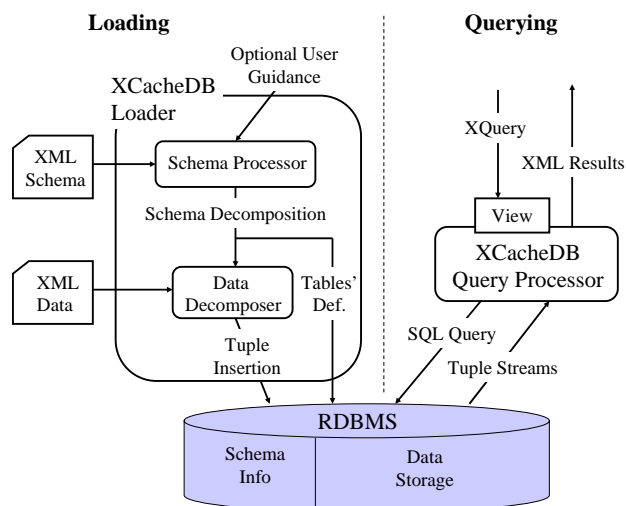 Loading
Querying
Optional User
Guidance
XCacheDB
Loader
XML
Schema
Schema Processor
Schema Decomposition
XML
Data
Data
Decomposer
Tables’
Def.
Tuple
Insertion
XQuery
XML Results
View
XCacheDB
Query Processor
SQL Query
Tuple Streams
RDBMS
Schema
Info
Data
Storage